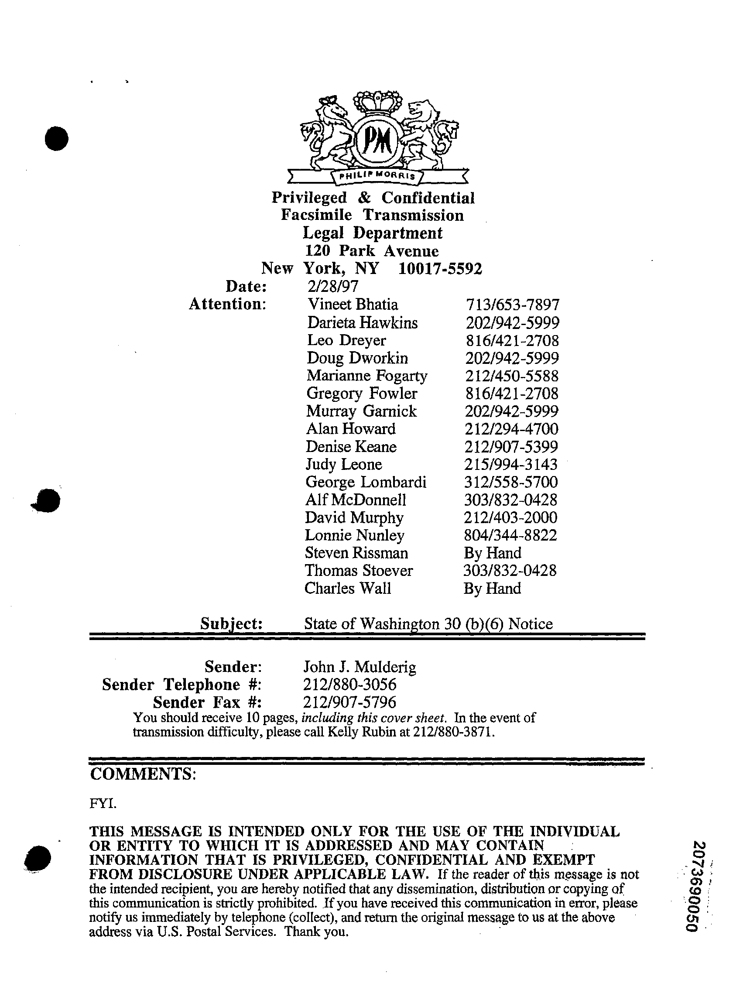 PM
PHILIP MORRIS
Privileged & Confidential
Facsimile Transmission
Legal Department
120 Park Avenue
New York, NY 10017-5592
Date: 2/28/97
Attention: Vineet Bhatia 713/653-7897
Darieta Hawkins 202/942-5999
Leo Dreyer 816/421-2708
Doug Dworkin 202/942-5999
Marianne Fogarty 212/450-5588
Gregory Fowler 816/421-2708
Murray Garnick 202/942-5999
Alan Howard 212/294-4700
Denise Keane 212/907-5399
Judy Leone 215/994-3143
George Lombardi 312/558-5700
Alf McDonnell 303/832-0428
David Murphy 212/403-2000
Lonnie Nunley 804/344-8822
Steven Rissman By Hand
Thomas Stoever 303/832-0428
Charles Wall By Hand
Subject: State of Washington 30 (b)(6) Notice
Sender: John J. Mulderig
Sender Telephone #: 212/880-3056
Sender Fax #: 212/907-5796
You should receive 10 pages, including this cover sheet. In the event of
transmission difficulty, please call Kelly Rubin at 212/880-3871.
COMMENTS:
FYI.
THIS MESSAGE IS INTENDED ONLY FOR THE USE OF THE INDIVIDUAL
OR ENTITY TO WHICH IT IS ADDRESSED AND MAY CONTAIN
INFORMATION THAT IS PRIVILEGED, CONFIDENTIAL AND EXEMPT
FROM DISCLOSURE UNDER APPLICABLE LAW. If the reader of this message is not
the intended recipient, you are hereby notified that any dissemination, distribution or copying of
this communication is strictly prohibited. If you have received this communication in error, please
notify us immediately by telephone (collect), and return the original message to us at the above
address via U.S. Postal Services. Thank you.
2073690050